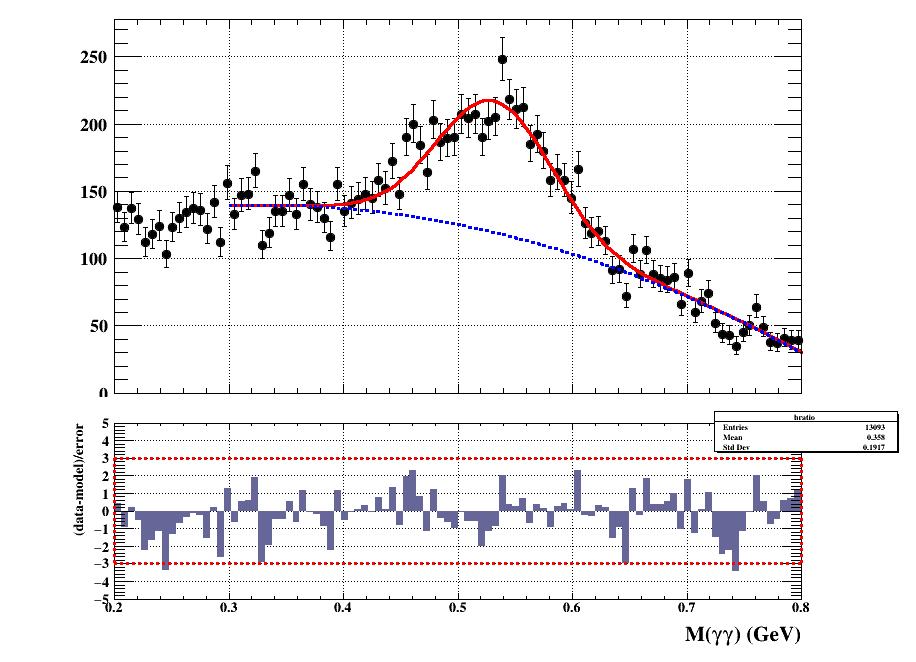 250
200
150
100
50
0
hratio
Entries 13093
Mean 0.358
Std Dev 0.1917
(data-model)/error
5
4
3
2
1
0
−1
−2
−3
−4
−5
0.2 0.3 0.4 0.5 0.6 0.7 0.8
M(γγ) (GeV)